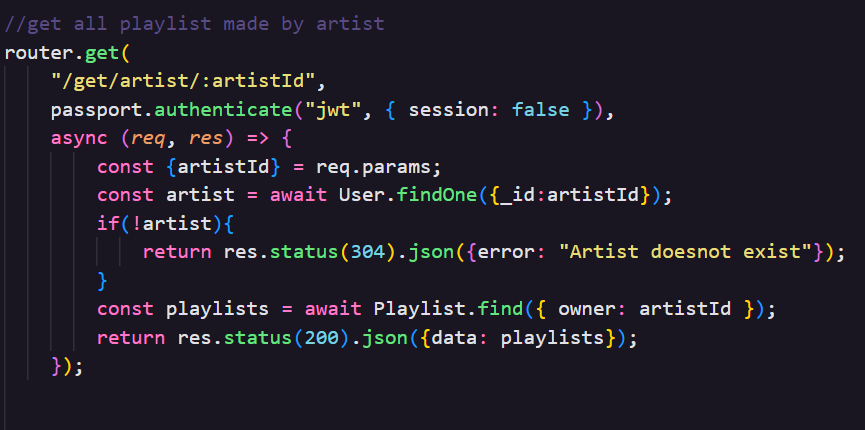 //get all playlist made by artist
router.get(
    "/get/artist/:artistId",
    passport.authenticate("jwt", { session: false }),
    async (req, res) => {
        const {artistId} = req.params;
        const artist = await User.findOne({_id:artistId});
        if(!artist){
            return res.status(304).json({error: "Artist doesnot exist"});
        }
        const playlists = await Playlist.find({ owner: artistId });
        return res.status(200).json({data: playlists});
    });